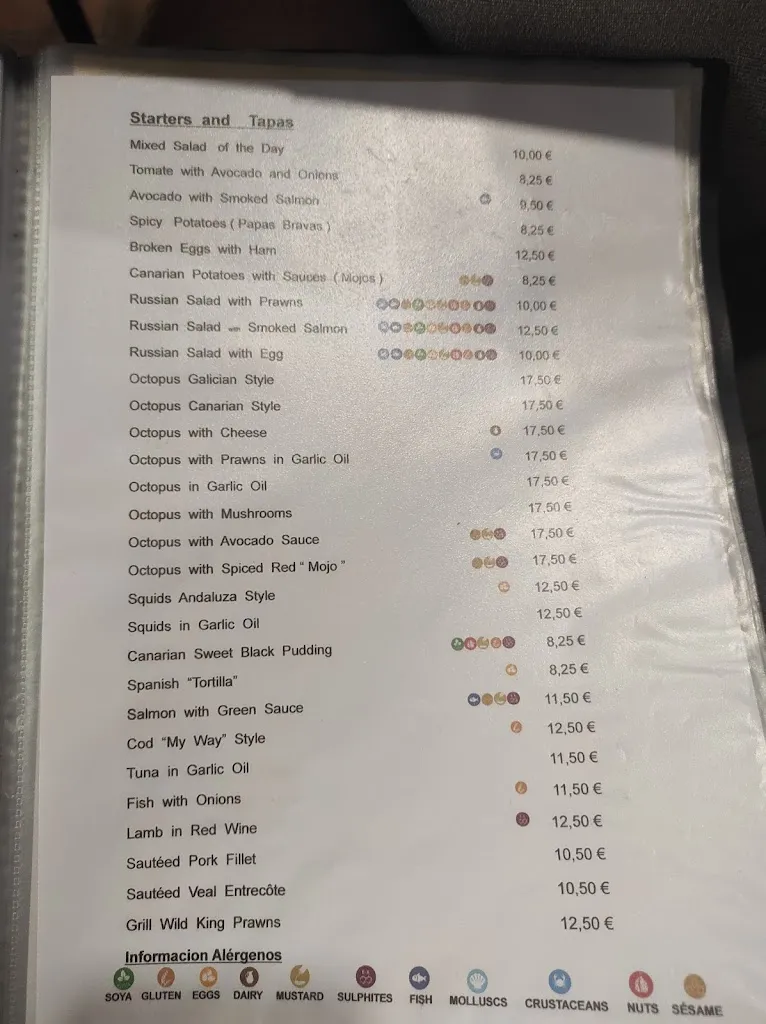 Starters and Tapas
Mixed Salad of the Day 10,00 €
Tomate with Avocado and Onions 8,25 €
Avocado with Smoked Salmon 9,50 €
Spicy Potatoes ( Papas Bravas ) 8,25 €
Broken Eggs with Ham 12,50 €
Canarian Potatoes with Sauces ( Mojos ) 8,25 €
Russian Salad with Prawns 10,00 €
Russian Salad with Smoked Salmon 12,50 €
Russian Salad with Egg 10,00 €
Octopus Galician Style 17,50 €
Octopus Canarian Style 17,50 €
Octopus with Cheese 17,50 €
Octopus with Prawns in Garlic Oil 17,50 €
Octopus in Garlic Oil 17,50 €
Octopus with Mushrooms 17,50 €
Octopus with Avocado Sauce 17,50 €
Octopus with Spiced Red “ Mojo ” 17,50 €
Squids Andaluza Style 12,50 €
Squids in Garlic Oil 12,50 €
Canarian Sweet Black Pudding 8,25 €
Spanish “Tortilla” 8,25 €
Salmon with Green Sauce 11,50 €
Cod “My Way” Style 12,50 €
Tuna in Garlic Oil 11,50 €
Fish with Onions 11,50 €
Lamb in Red Wine 12,50 €
Sautéed Pork Fillet 10,50 €
Sautéed Veal Entrecôte 10,50 €
Grill Wild King Prawns 12,50 €
Informacion Alérgenos
SOYA GLUTEN EGGS DAIRY MUSTARD SULPHITES FISH MOLLUSCS CRUSTACEANS NUTS SÉSAME